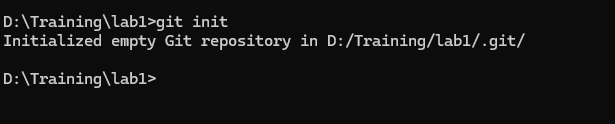 D:\Training\lab1>git init
Initialized empty Git repository in D:/Training/lab1/.git/
D:\Training\lab1>